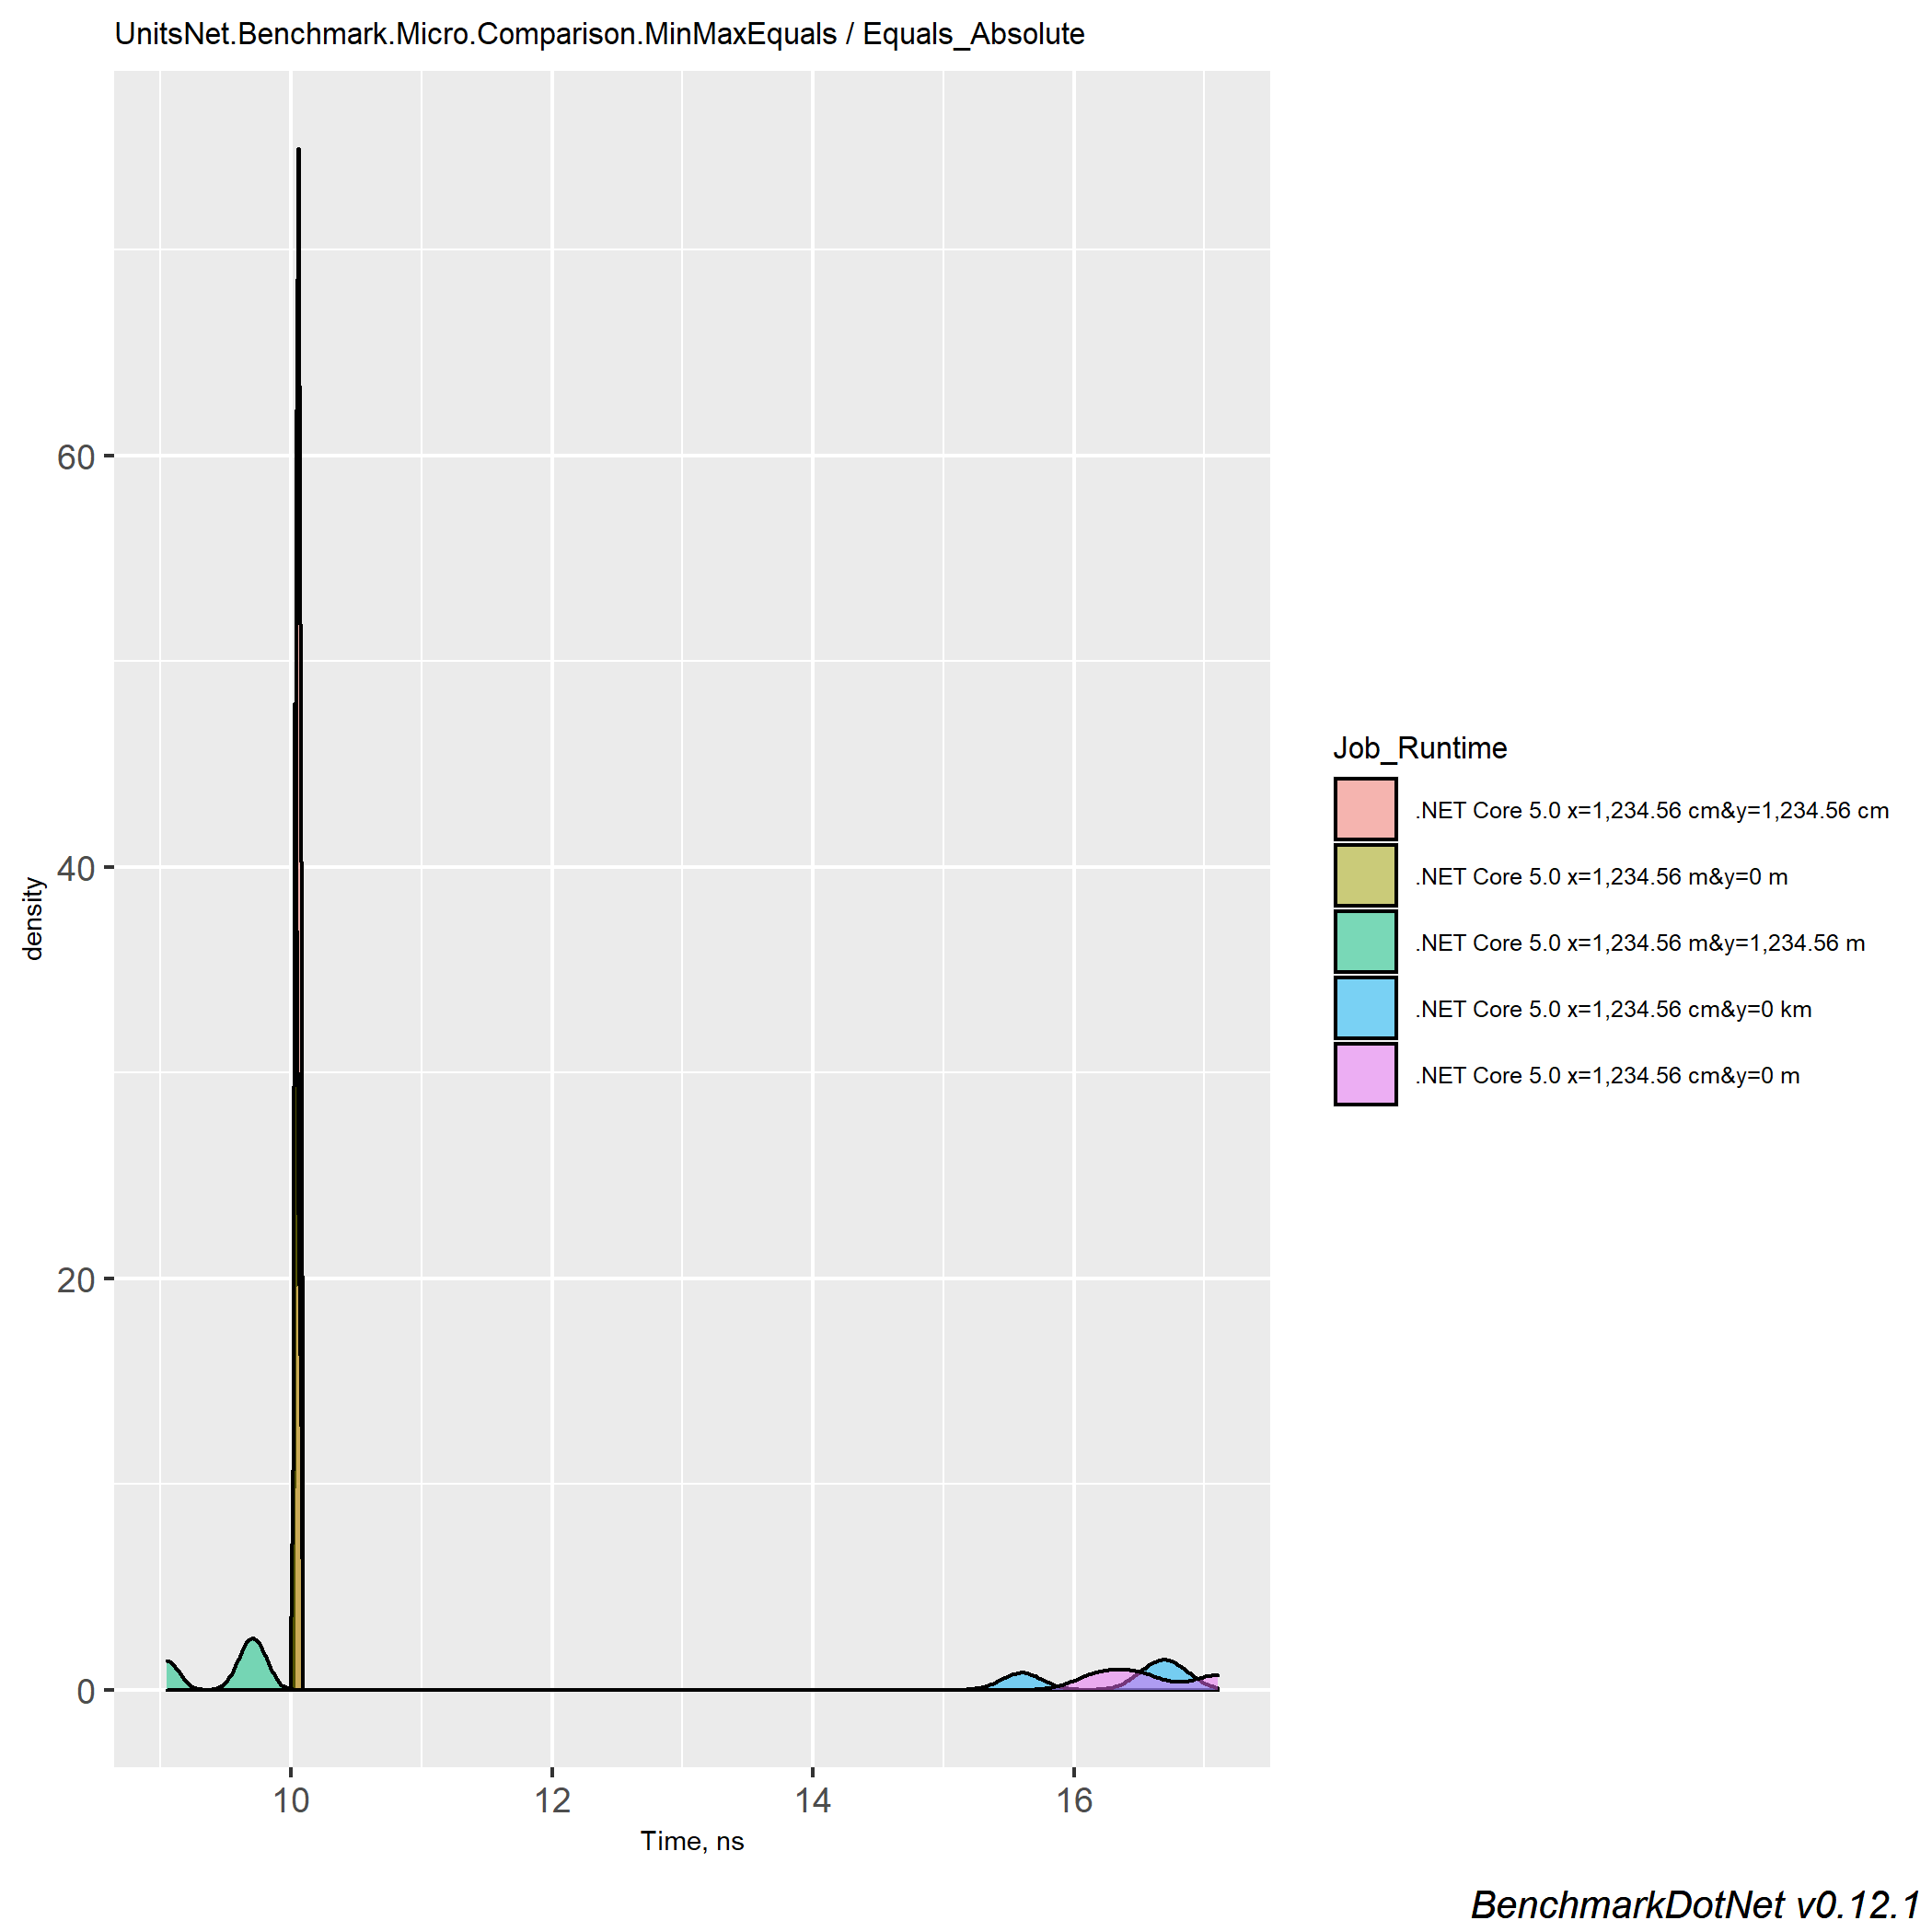 UnitsNet.Benchmark.Micro.Comparison.MinMaxEquals / Equals_Absolute
60
40
20
0
density
10 12 14 16
Time, ns
Job_Runtime
.NET Core 5.0 x=1,234.56 cm&y=1,234.56 cm
.NET Core 5.0 x=1,234.56 m&y=0 m
.NET Core 5.0 x=1,234.56 m&y=1,234.56 m
.NET Core 5.0 x=1,234.56 cm&y=0 km
.NET Core 5.0 x=1,234.56 cm&y=0 m
BenchmarkDotNet v0.12.1